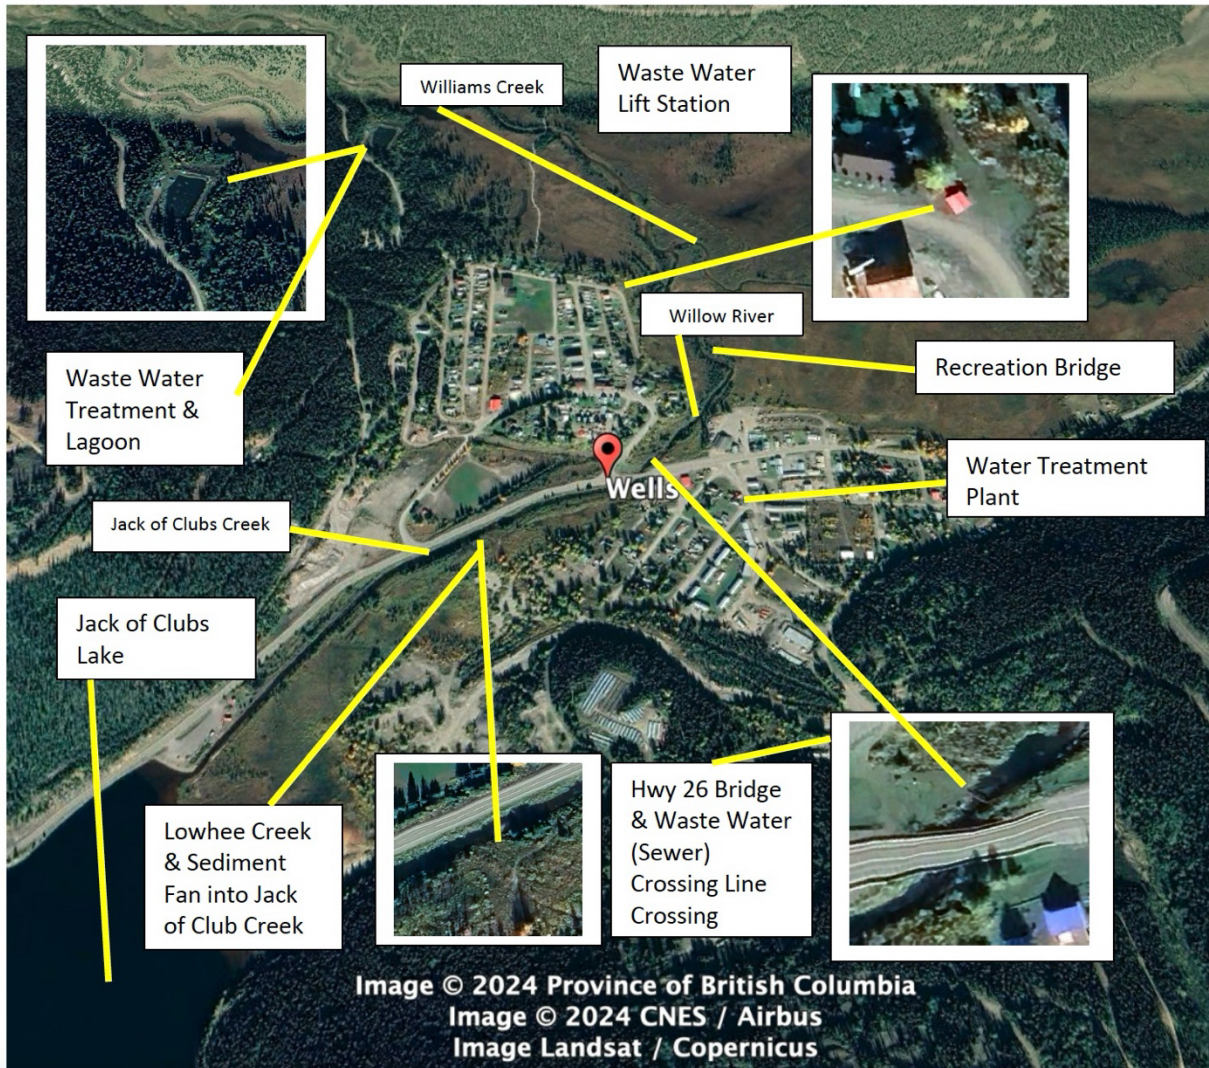 Williams Creek
Waste Water
Lift Station
Willow River
Recreation Bridge
Waste Water
Treatment &
Lagoon
Wells
Water Treatment
Plant
Jack of Clubs Creek
Jack of Clubs
Lake
Lowhee Creek
& Sediment
Fan into Jack
of Club Creek
Hwy 26 Bridge
& Waste Water
(Sewer)
Crossing Line
Crossing
Image © 2024 Province of British Columbia
Image © 2024 CNES / Airbus
Image Landsat / Copernicus